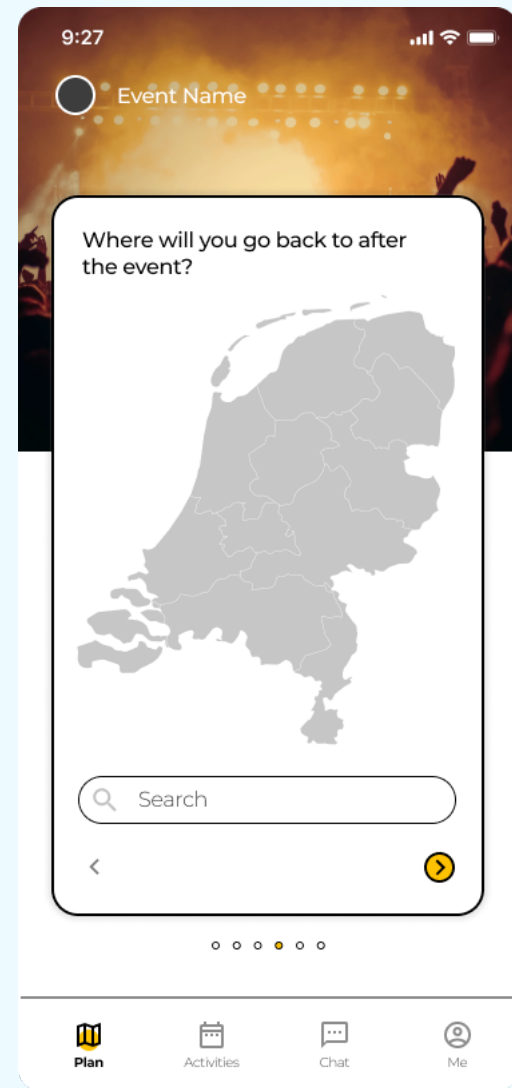 9:27
Event Name
Where will you go back to after
the event?
Search
Plan
Activities
Chat
Me